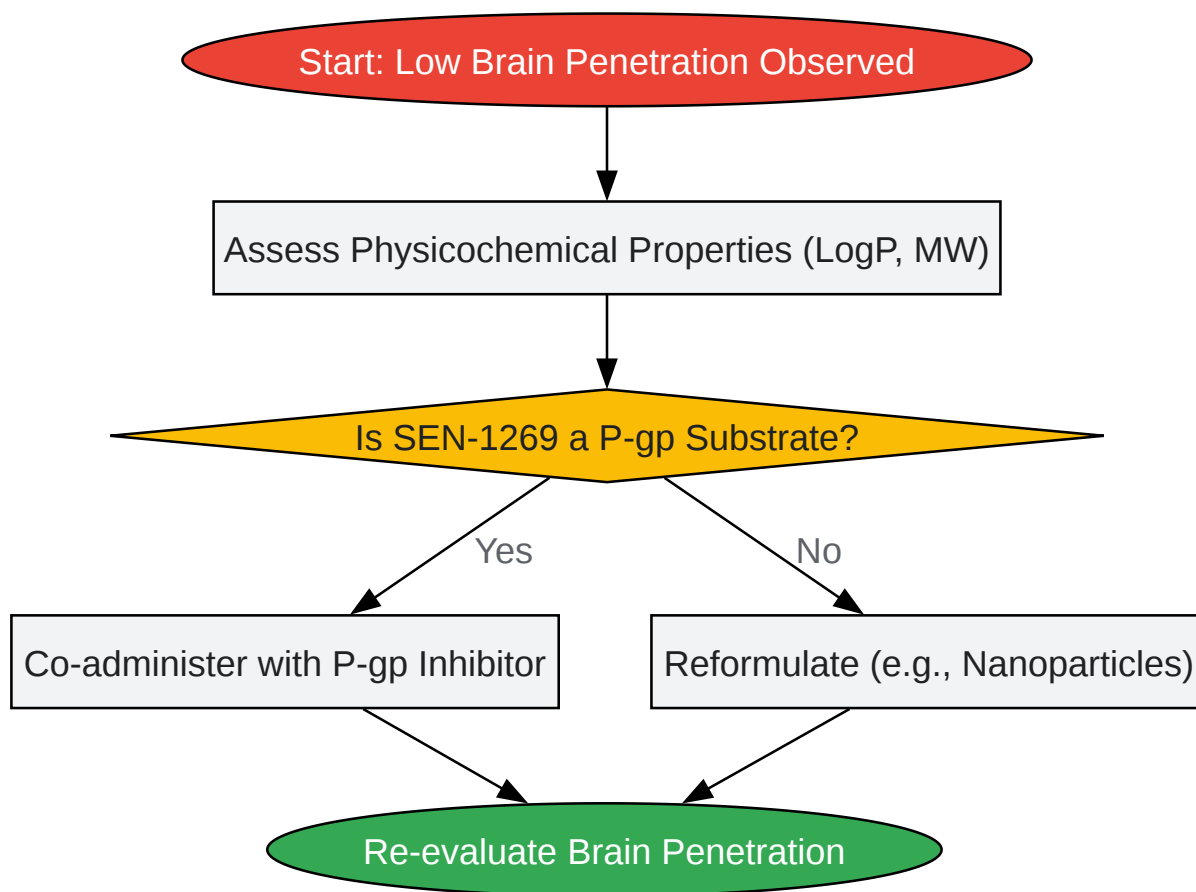 Start: Low Brain Penetration Observed
Assess Physicochemical Properties (LogP, MW)
Is SEN-1269 a P-gp Substrate?
Yes
No
Co-administer with P-gp Inhibitor
Reformulate (e.g., Nanoparticles)
Re-evaluate Brain Penetration